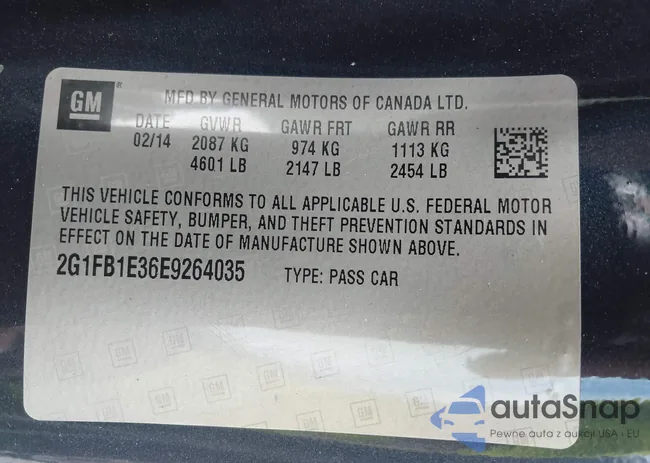 GM ®
MFD BY GENERAL MOTORS OF CANADA LTD.
DATE GVWR GAWR FRT GAWR RR
02/14 2087 KG 974 KG 1113 KG
4601 LB 2147 LB 2454 LB
THIS VEHICLE CONFORMS TO ALL APPLICABLE U.S. FEDERAL MOTOR
VEHICLE SAFETY, BUMPER, AND THEFT PREVENTION STANDARDS IN
EFFECT ON THE DATE OF MANUFACTURE SHOWN ABOVE.
2G1FB1E36E9264035 TYPE: PASS CAR
autaSnap
Pewne auta z aukcji USA i EU